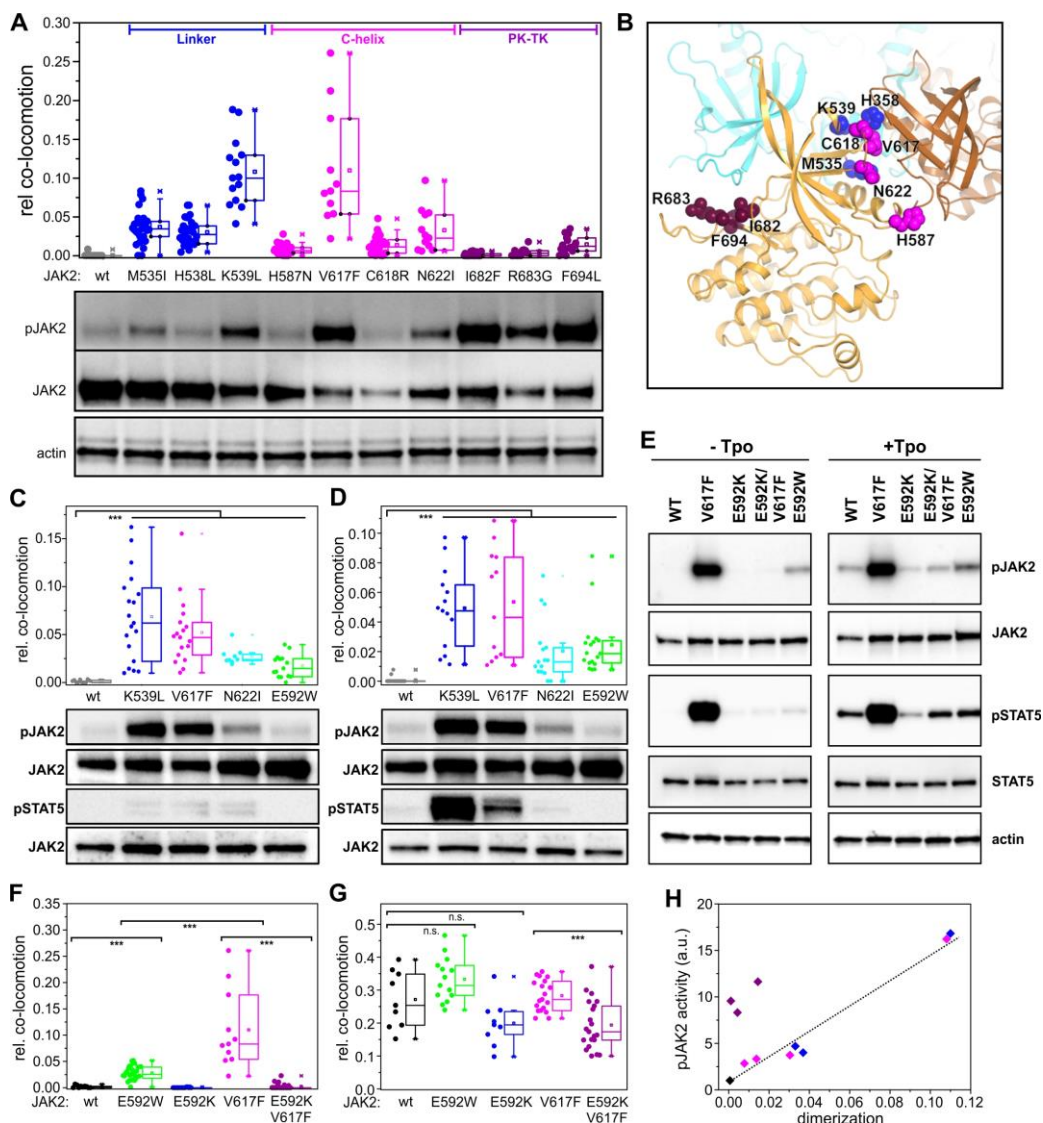 A
Linker
C-helix
PK-TK
rel co-locomotion
0.30
0.25
0.20
0.15
0.10
0.05
0.00
JAK2: wt M535I H538L K539L H587N V617F C618R N622I I682F R683G F694L
pJAK2
JAK2
actin
B
K539
H358
C618
V617
M535
N622
R683
I682
F694
H587
C
***
rel. co-locomotion
0.15
0.10
0.05
0.00
wt K539L V617F N622I E592W
pJAK2
JAK2
pSTAT5
JAK2
D
***
rel. co-locomotion
0.10
0.08
0.06
0.04
0.02
0.00
wt K539L V617F N622I E592W
pJAK2
JAK2
pSTAT5
JAK2
E
- Tpo
+Tpo
WT V617F E592K E592K/ V617F E592W
WT V617F E592K E592K/ V617F E592W
pJAK2
JAK2
pSTAT5
STAT5
actin
F
*** *** ***
rel. co-locomotion
0.35
0.30
0.25
0.20
0.15
0.10
0.05
0.00
JAK2: wt E592W E592K V617F E592K
V617F
G
n.s.
n.s.
***
rel. co-locomotion
0.5
0.4
0.3
0.2
0.1
0.0
JAK2: wt E592W E592K V617F E592K
V617F
H
pJAK2 activity (a.u.)
20
15
10
5
0
0.00 0.02 0.04 0.06 0.08 0.10 0.12
dimerization